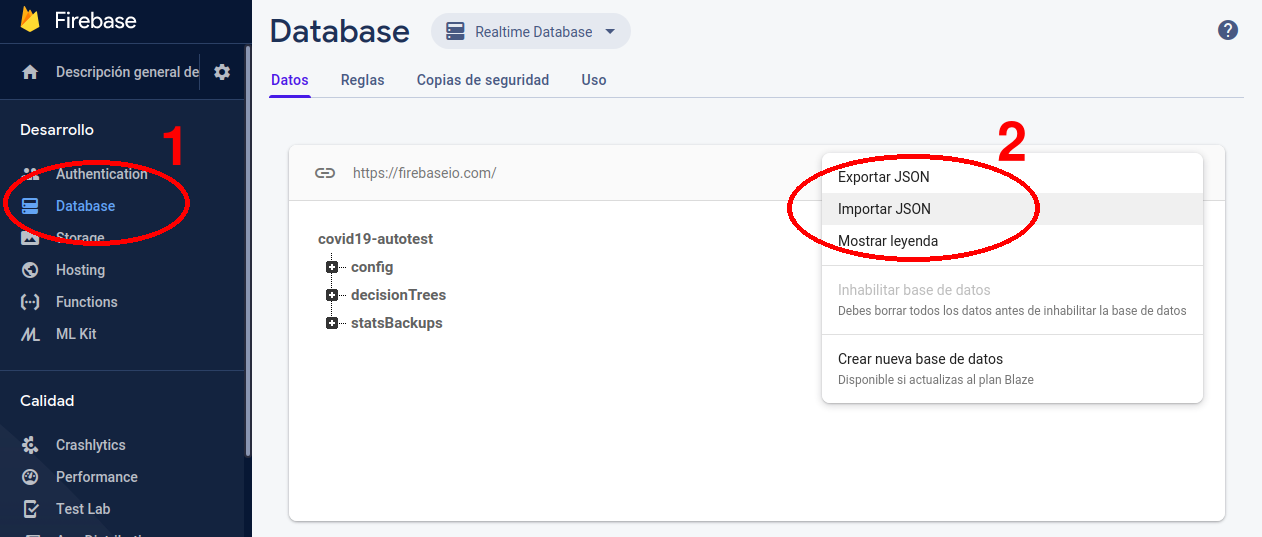 Firebase
Descripción general de
Desarrollo
1
Authentication
Database
Storage
Hosting
Functions
ML Kit
Calidad
Crashlytics
Performance
Test Lab
Database
Realtime Database
?
Datos Reglas Copias de seguridad Uso
https://firebaseio.com/
covid19-autotest
config
decisionTrees
statsBackups
2
Exportar JSON
Importar JSON
Mostrar leyenda
Inhabilitar base de datos
Debes borrar todos los datos antes de inhabilitar la base de datos
Crear nueva base de datos
Disponible si actualizas al plan Blaze